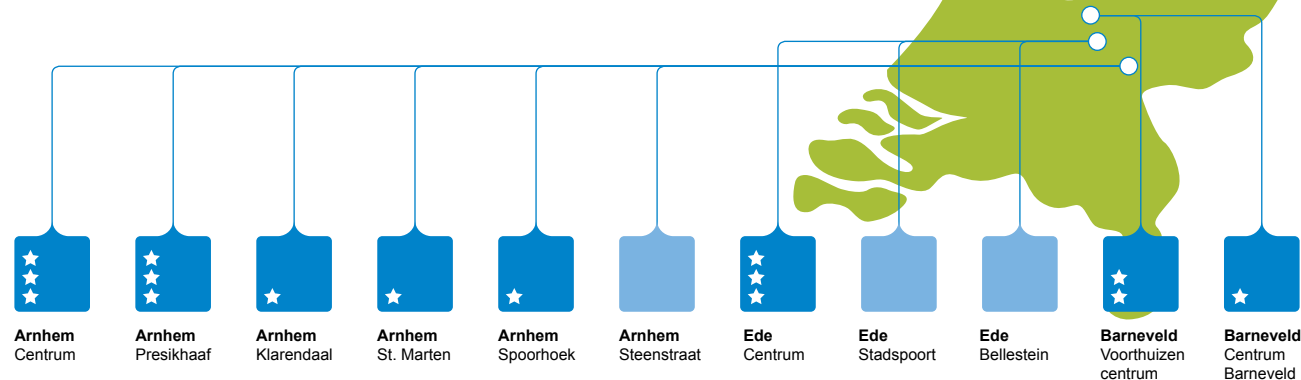 Arnhem
Centrum
Arnhem
Presikhaaf
Arnhem
Klarendaal
Arnhem
St. Marten
Arnhem
Spoorhoek
Arnhem
Steenstraat
Ede
Centrum
Ede
Stadspoort
Ede
Bellestein
Barneveld
Voorthuizen
centrum
Barneveld
Centrum
Barneveld